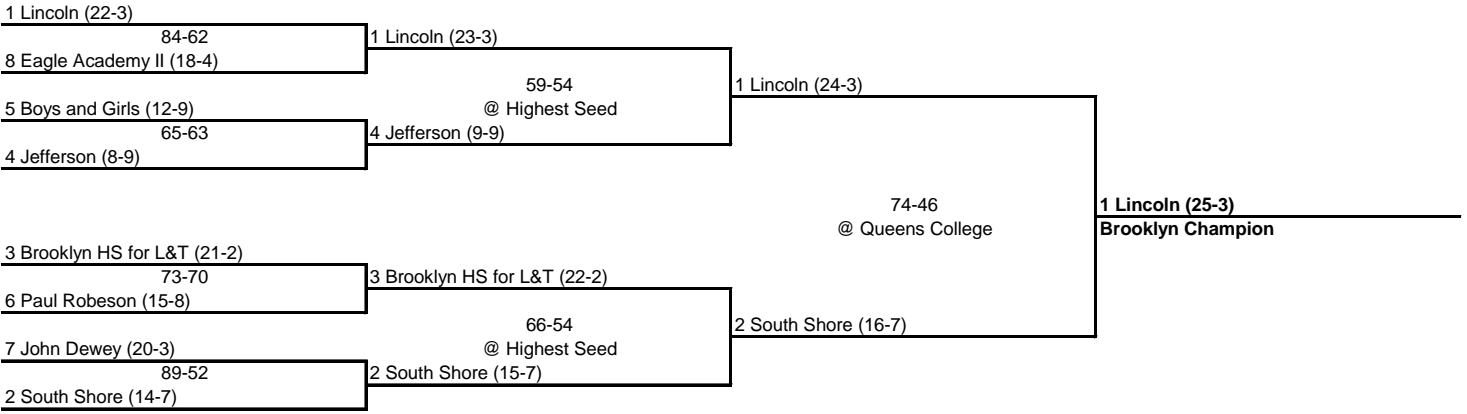 1 Lincoln (22-3)
84-62
8 Eagle Academy II (18-4)
1 Lincoln (23-3)
59-54
@ Highest Seed
1 Lincoln (24-3)
5 Boys and Girls (12-9)
65-63
4 Jefferson (8-9)
4 Jefferson (9-9)
74-46
@ Queens College
1 Lincoln (25-3)
Brooklyn Champion
3 Brooklyn HS for L&T (21-2)
73-70
6 Paul Robeson (15-8)
3 Brooklyn HS for L&T (22-2)
66-54
@ Highest Seed
2 South Shore (16-7)
7 John Dewey (20-3)
89-52
2 South Shore (14-7)
2 South Shore (15-7)